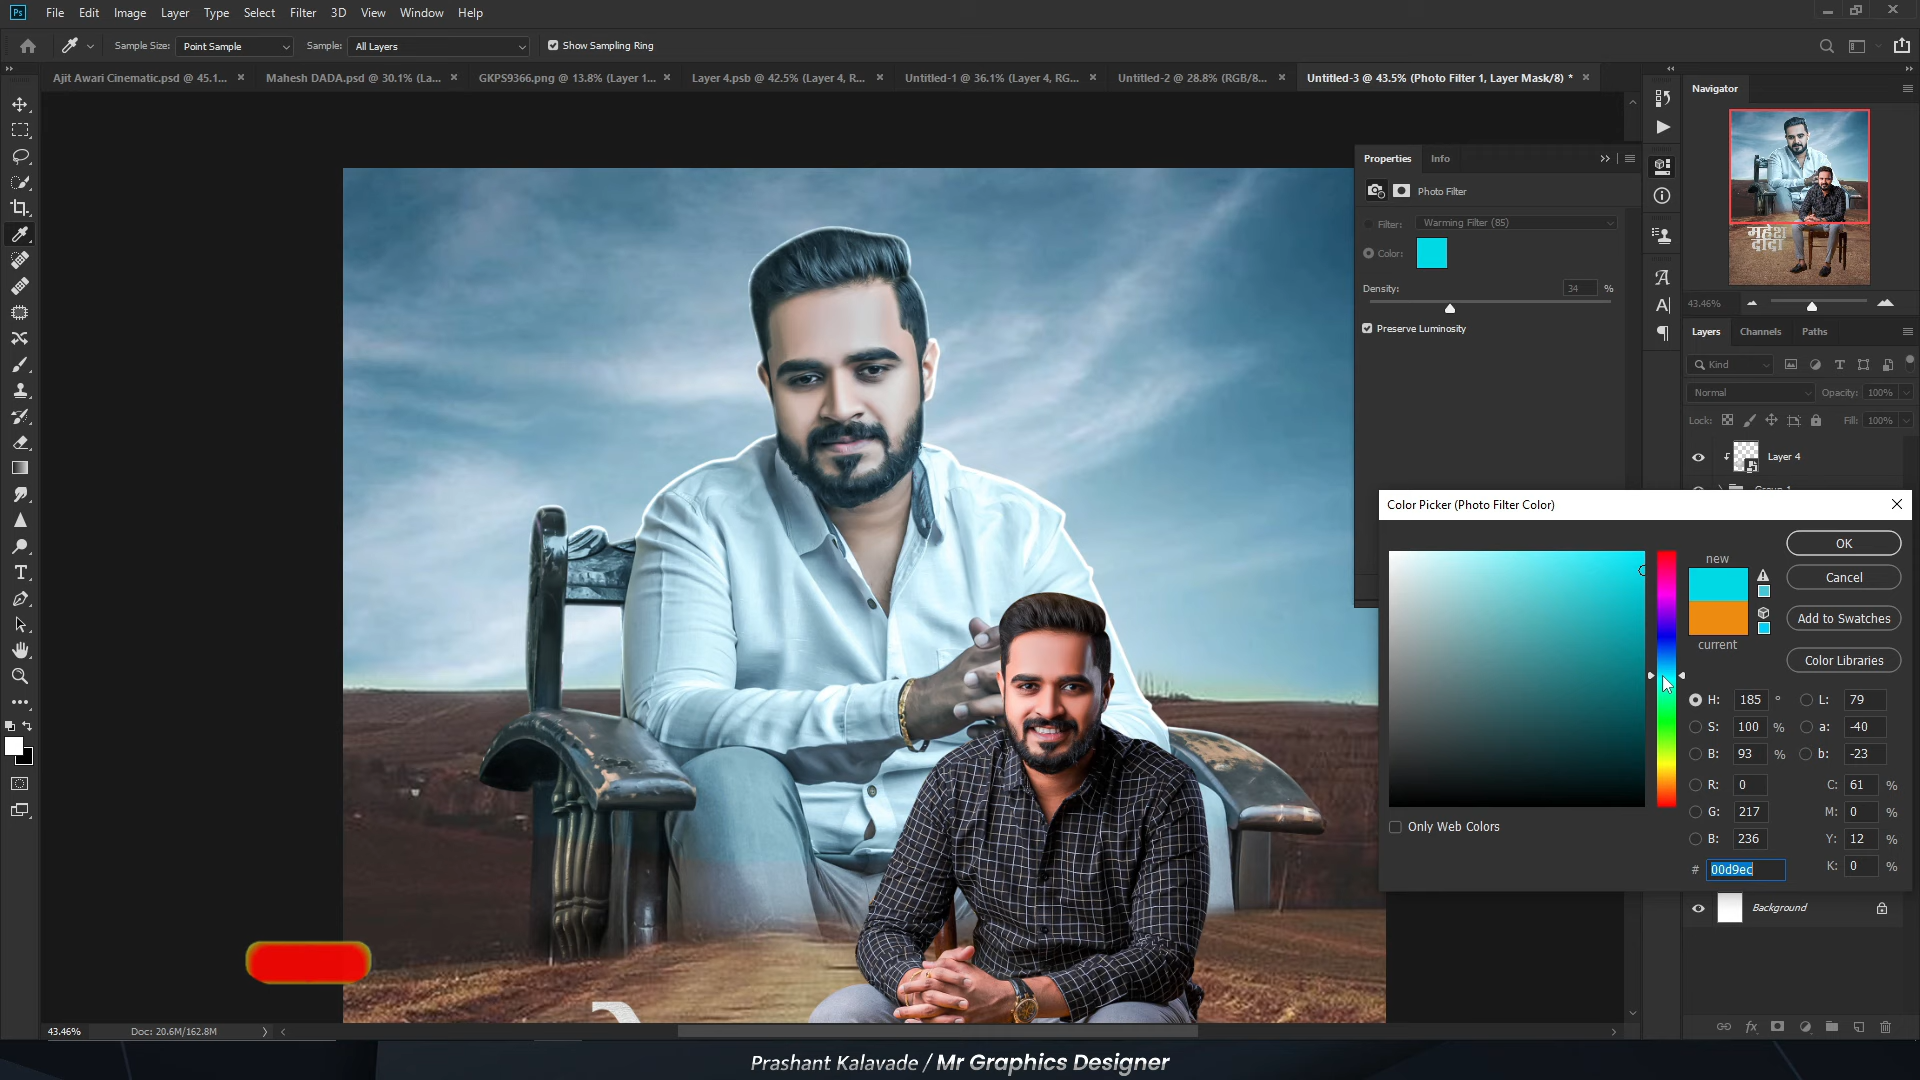 Ps File Edit Image Layer Type Select Filter 3D View Window Help
Sample Size: Point Sample Sample: All Layers Show Sampling Ring
Ajit Awari Cinematic.psd @ 45.1... Mahesh DADA.psd @ 30.1% (La... GKPS9366.png @ 13.8% (Layer 1... Layer 4.psb @ 42.5% (Layer 4, R... Untitled-1 @ 36.1% (Layer 4, RG... Untitled-2 @ 28.8% (RGB/8... Untitled-3 @ 43.5% (Photo Filter 1, Layer Mask/8) *
Navigator
महेश
दादा
43.46%
Properties Info
Photo Filter
Filter: Warming Filter (85)
Color:
Density: 34 %
Preserve Luminosity
Layers Channels Paths
Kind
Normal Opacity: 100%
Lock: Fill: 100%
Layer 4
Color Picker (Photo Filter Color)
new
current
OK
Cancel
Add to Swatches
Color Libraries
H: 185 ° L: 79
S: 100 % a: -40
B: 93 % b: -23
R: 0 C: 61 %
G: 217 M: 0 %
B: 236 Y: 12 %
# 00d9ec K: 0 %
Only Web Colors
Background
43.46% Doc: 20.6M/162.8M
Prashant Kalavade / Mr Graphics Designer